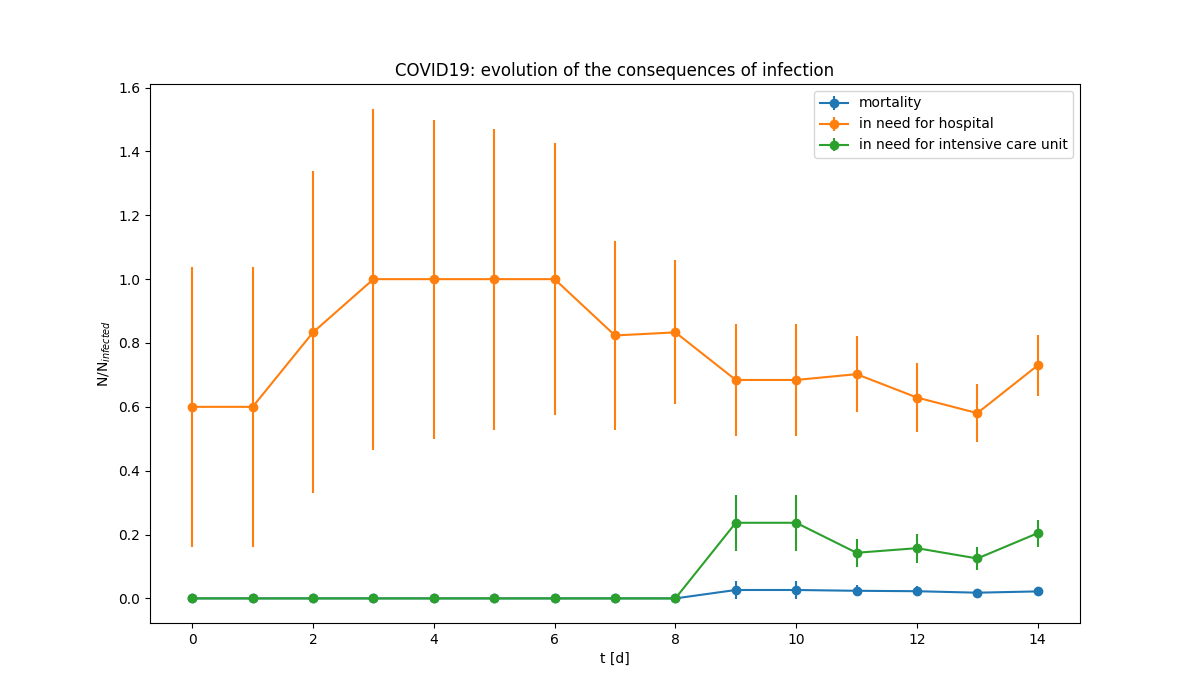 COVID19: evolution of the consequences of infection
mortality
in need for hospital
in need for intensive care unit
N/N_infected
1.6
1.4
1.2
1.0
0.8
0.6
0.4
0.2
0.0
0 2 4 6 8 10 12 14
t [d]